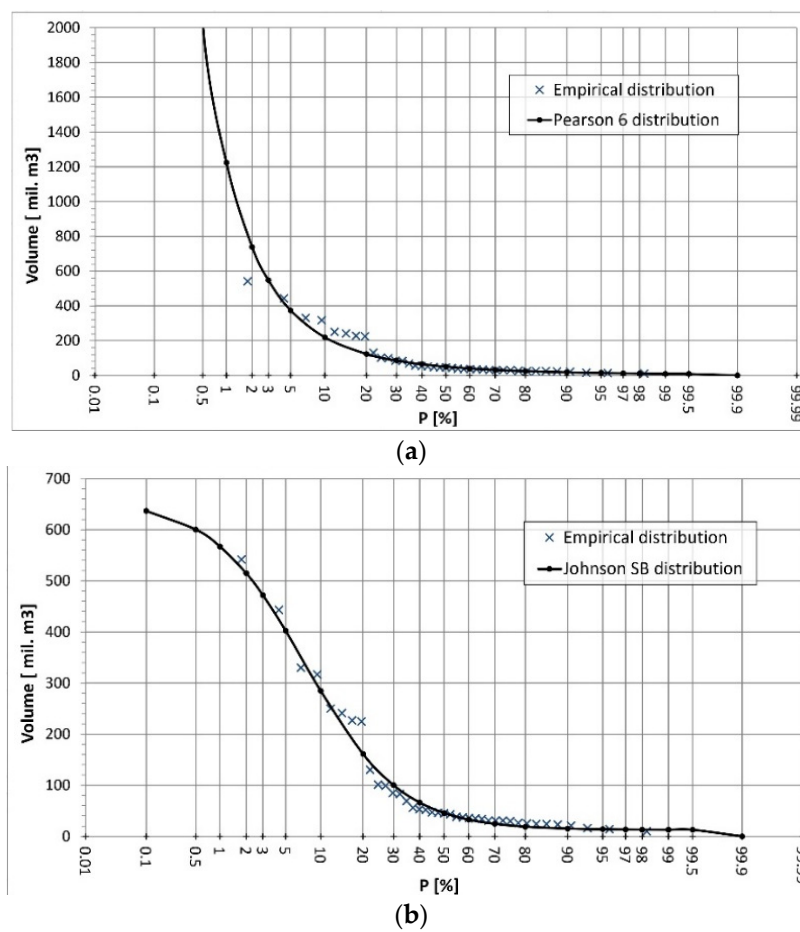 2000
1800
1600
1400
1200
1000
800
600
400
200
0
Volume [ mil. m3]
Empirical distribution
Pearson 6 distribution
0.01 0.1 0.5 1 2 3 5 10 20 30 40 50 60 70 80 90 95 97 98 99 99.5 99.9 99.99
P [%]
(a)
700
600
500
400
300
200
100
0
Volume [ mil. m3]
Empirical distribution
Johnson SB distribution
0.01 0.1 0.5 1 2 3 5 10 20 30 40 50 60 70 80 90 95 97 98 99 99.5 99.9
P [%]
(b)